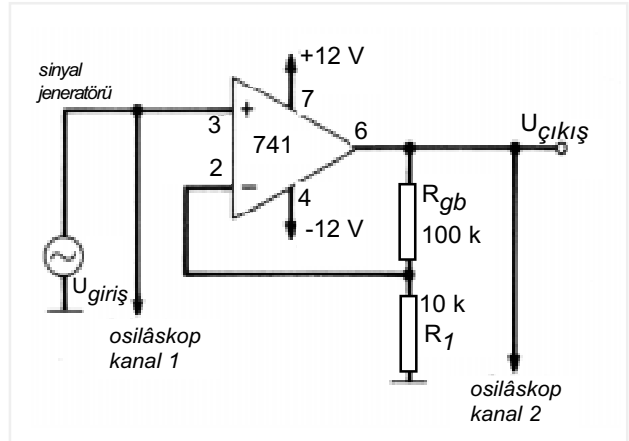 sinyal
jeneratörü
+12 V
7
3
+
741
6
Uçıkış
2
−
4
-12 V
Rgb
100 k
Ugiriş
10 k
R1
osilâskop
kanal 1
osilâskop
kanal 2